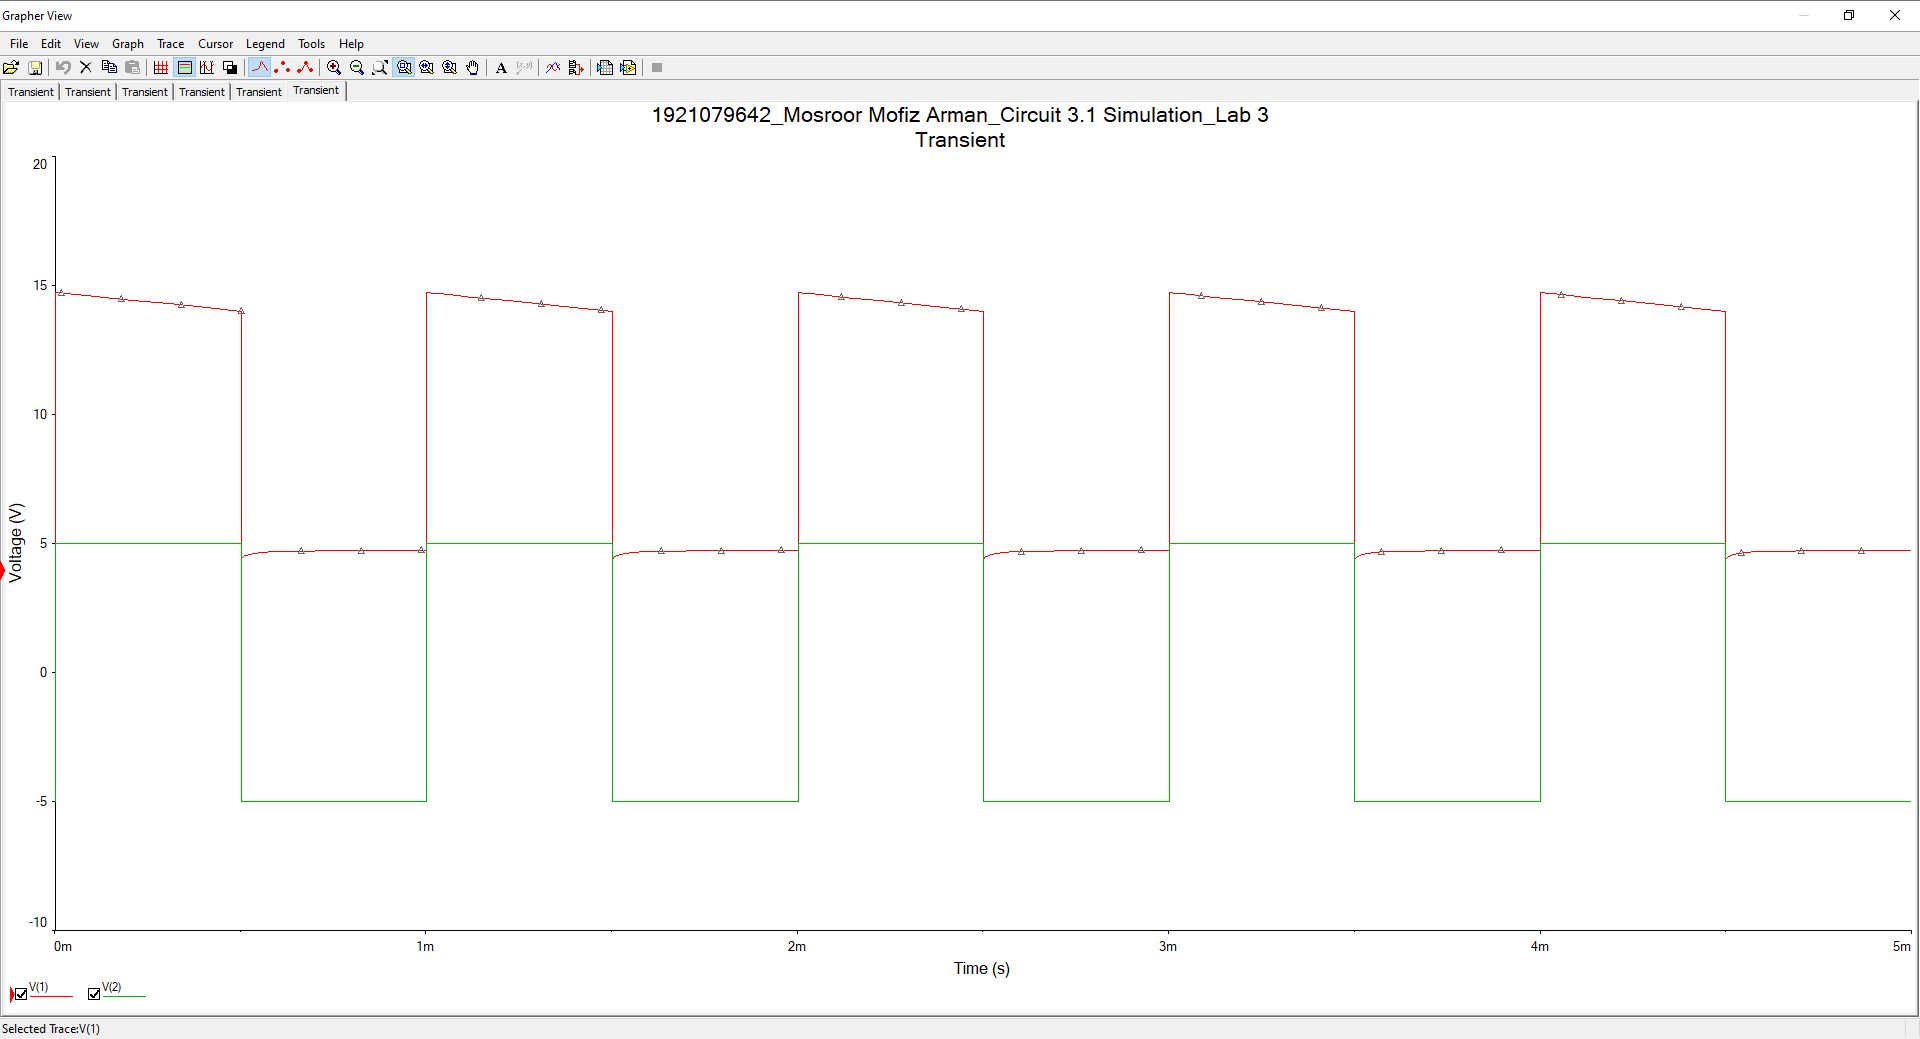 Grapher View
File Edit View Graph Trace Cursor Legend Tools Help
A
Transient Transient Transient Transient Transient Transient
1921079642_Mosroor Mofiz Arman_Circuit 3.1 Simulation_Lab 3
Transient
20
15
10
5
0
-5
-10
Voltage (V)
0m 1m 2m 3m 4m 5m
Time (s)
V(1) V(2)
Selected Trace:V(1)